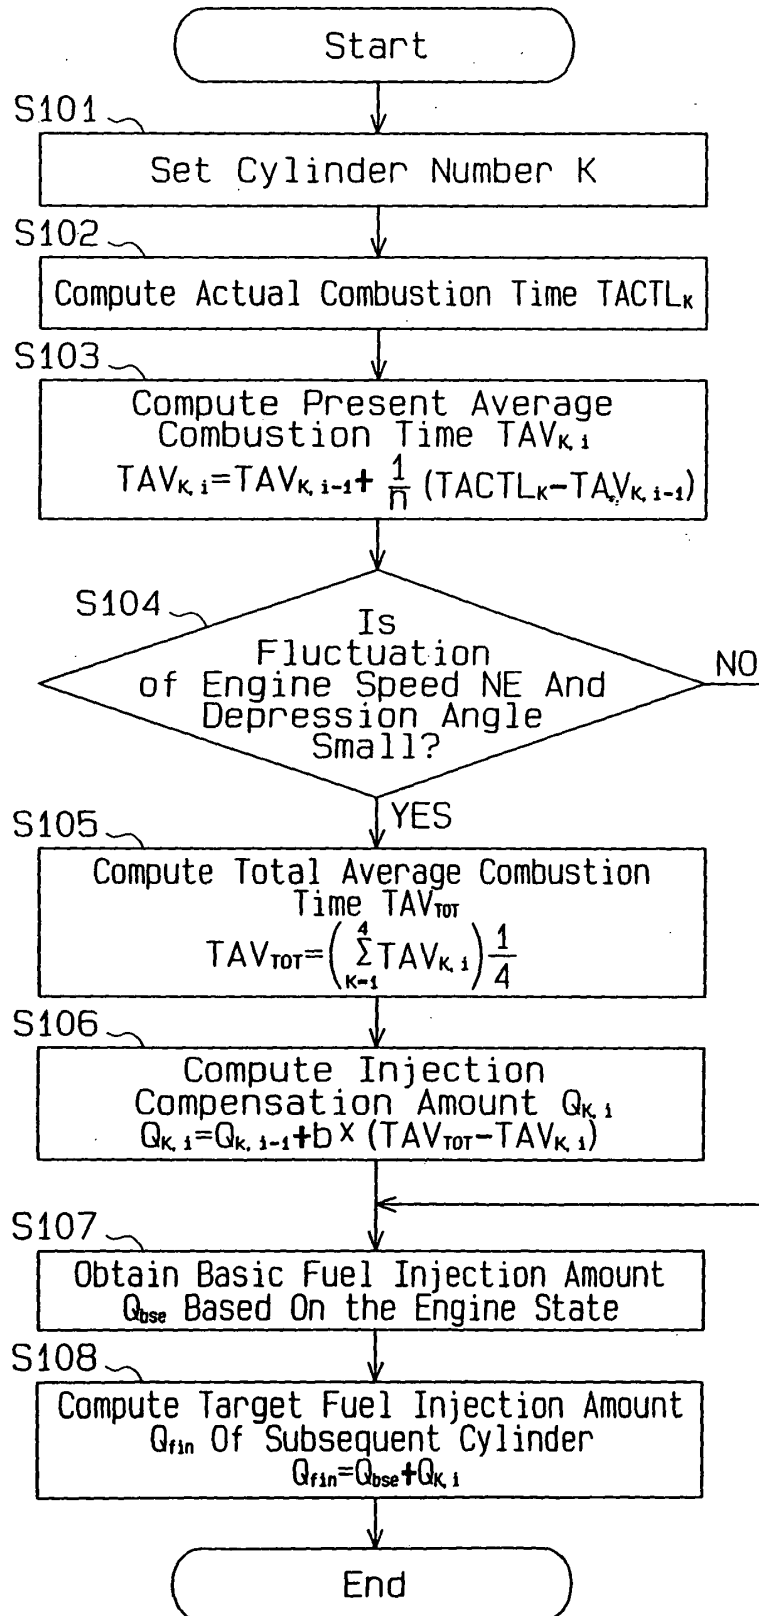 Start
S101
Set Cylinder Number K
S102
Compute Actual Combustion Time TACTLK
S103
Compute Present Average
Combustion Time TAVK, i
TAVK, i=TAVK, i-1+ 1/n (TACTLK-TAVK, i-1)
S104
Is
Fluctuation
of Engine Speed NE And
Depression Angle
Small?
NO
YES
S105
Compute Total Average Combustion
Time TAVTOT
TAVTOT=(4ΣK=1 TAVK, i) 1/4
S106
Compute Injection
Compensation Amount QK, i
QK, i=QK, i-1+b×(TAVTOT-TAVK, i)
S107
Obtain Basic Fuel Injection Amount
Qbse Based On the Engine State
S108
Compute Target Fuel Injection Amount
Qfin Of Subsequent Cylinder
Qfin=Qbse+QK, i
End